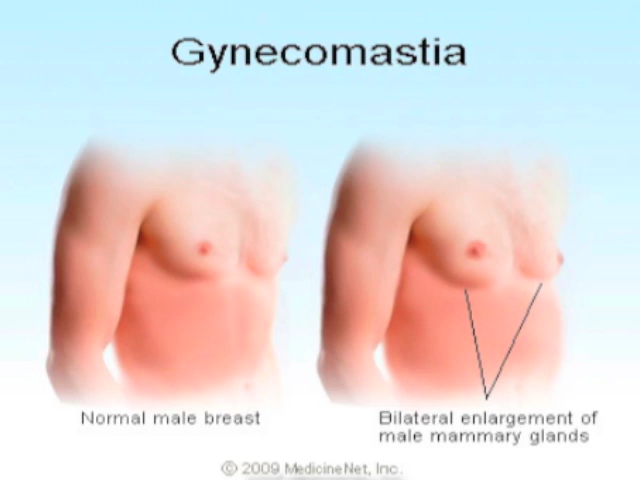 Gynecomastia
Normal male breast
Bilateral enlargement of
male mammary glands
© 2009 MedicineNet, Inc.